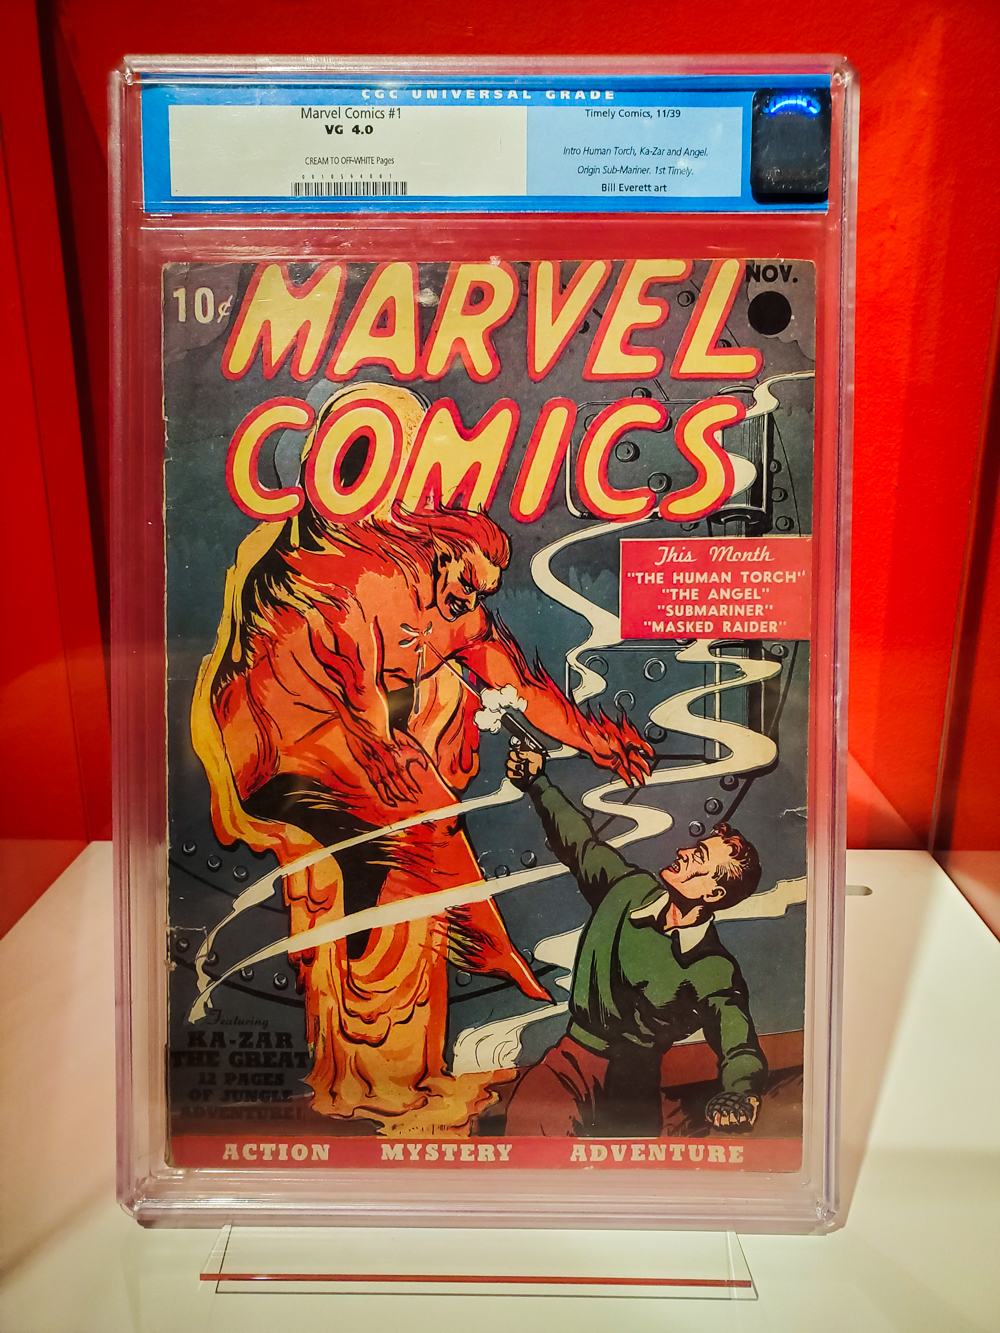 CGC UNIVERSAL GRADE
Marvel Comics #1
VG 4.0
CREAM TO OFF-WHITE Pages
Timely Comics, 11/39
Intro Human Torch, Ka-Zar and Angel.
Origin Sub-Mariner. 1st Timely.
Bill Everett art
10¢
MARVEL
COMICS
NOV.
This Month
"THE HUMAN TORCH"
"THE ANGEL"
"SUBMARINER"
"MASKED RAIDER"
Featuring
KA-ZAR
THE GREAT
12 PAGES
OF JUNGLE
ADVENTURE!
ACTION MYSTERY ADVENTURE